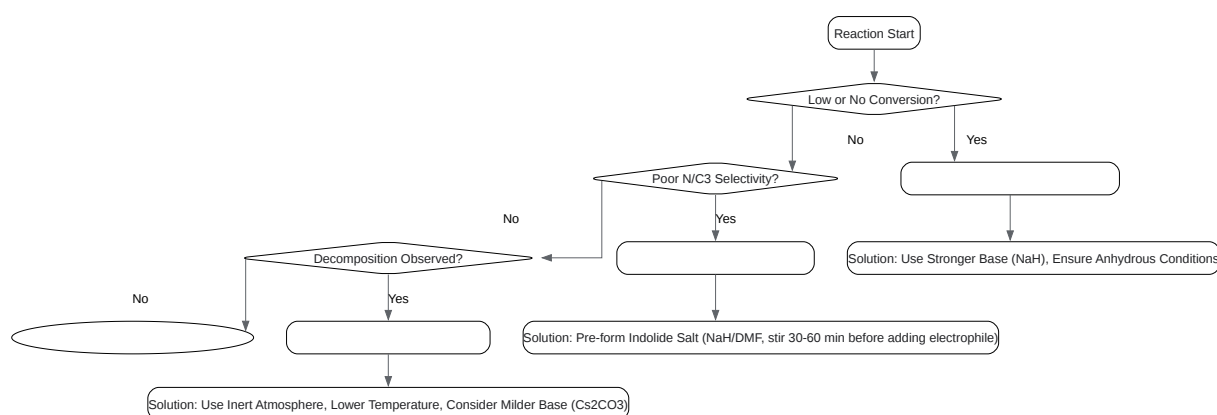 Reaction Start
Low or No Conversion?
No
Yes
Poor N/C3 Selectivity?
No
Yes
Decomposition Observed?
Solution: Use Stronger Base (NaH), Ensure Anhydrous Conditions
No
Yes
Solution: Pre-form Indolide Salt (NaH/DMF, stir 30-60 min before adding electrophile)
Solution: Use Inert Atmosphere, Lower Temperature, Consider Milder Base (Cs2CO3)